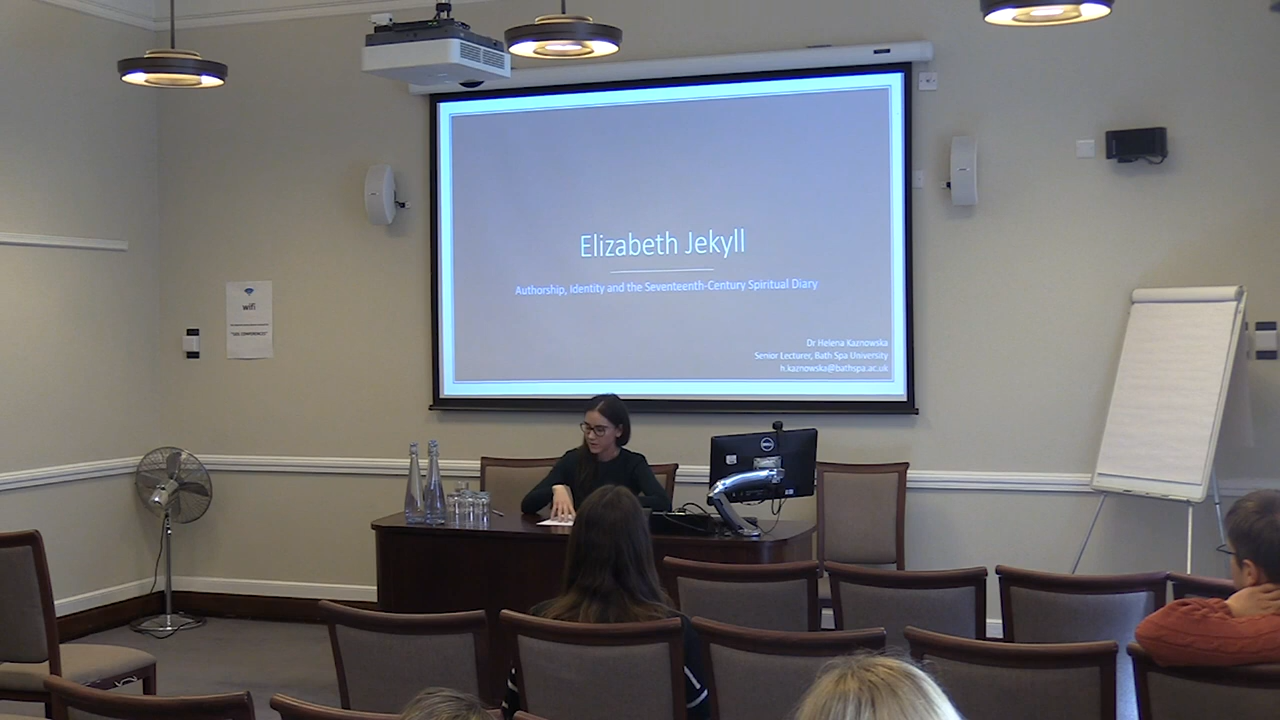 Elizabeth Jekyll
Authorship, Identity and the Seventeenth-Century Spiritual Diary
Dr Helena Kaznowska
Senior Lecturer, Bath Spa University
h.kaznowska@bathspa.ac.uk
wifi
DELL